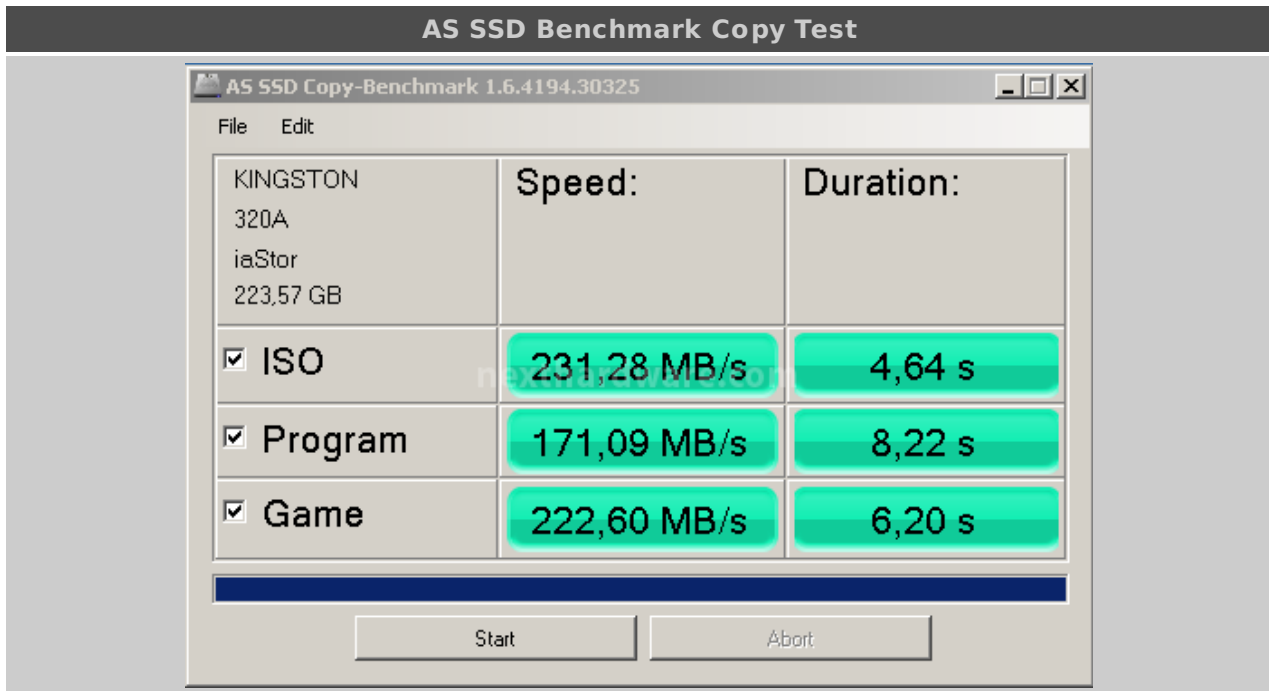 AS SSD Benchmark Copy Test
AS SSD Copy-Benchmark 1.6.4194.30325
File Edit
KINGSTON
320A
iaStor
223,57 GB
Speed:
Duration:
ISO
231,28 MB/s
4,64 s
nexthardware.com
Program
171,09 MB/s
8,22 s
Game
222,60 MB/s
6,20 s
Start
Abort